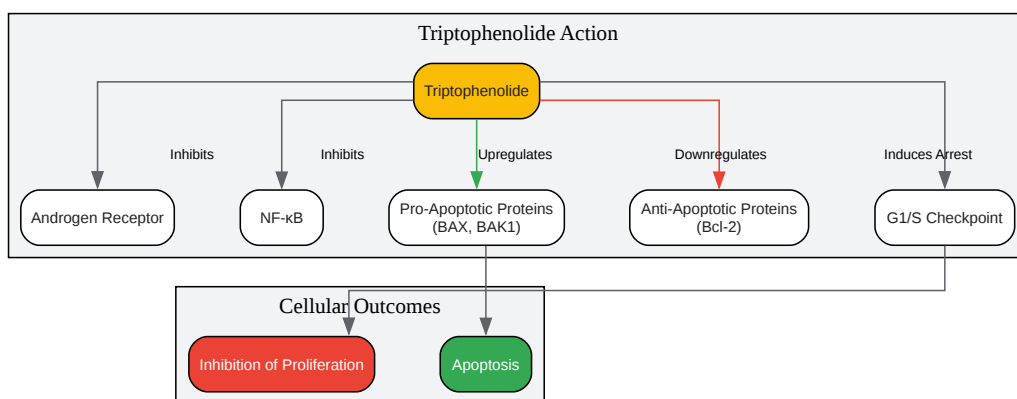 Triptophenolide Action
Triptophenolide
Inhibits
Inhibits
Upregulates
Downregulates
Induces Arrest
Androgen Receptor
NF-κB
Pro-Apoptotic Proteins
(BAX, BAK1)
Anti-Apoptotic Proteins
(Bcl-2)
G1/S Checkpoint
Cellular Outcomes
Inhibition of Proliferation
Apoptosis